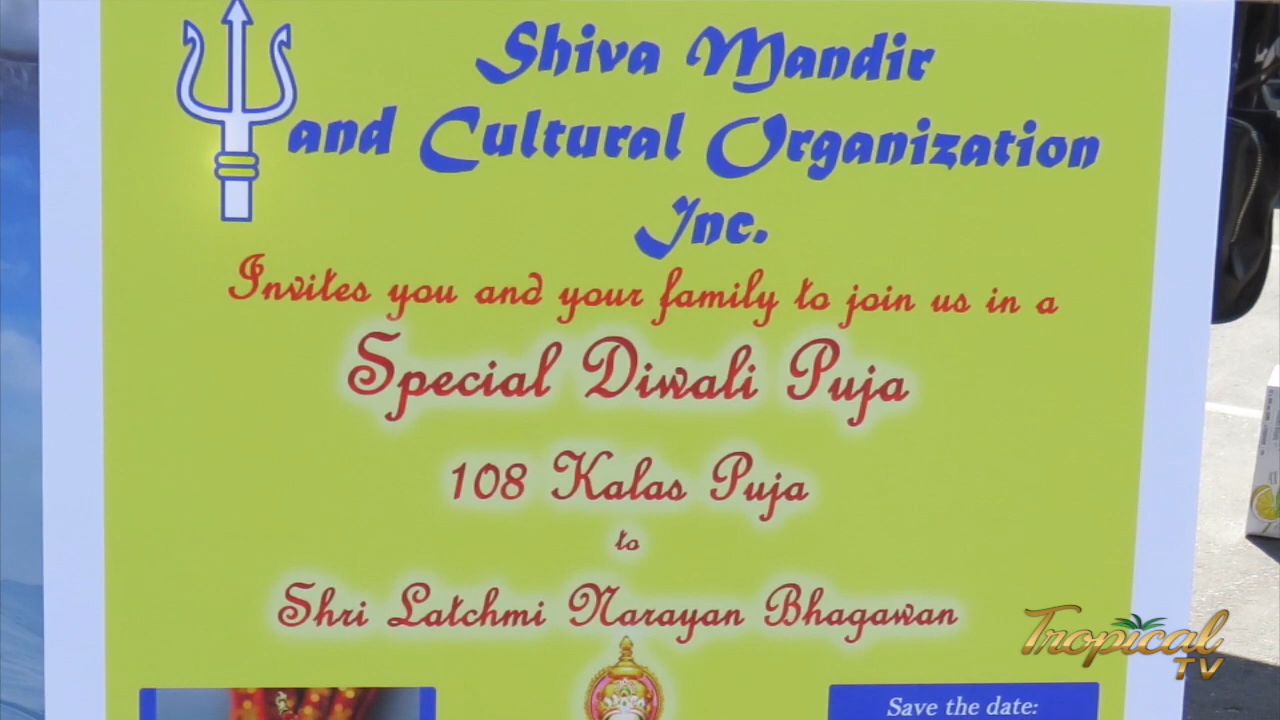 Shiva Mandir
and Cultural Organization
Inc.
Invites you and your family to join us in a
Special Diwali Puja
108 Kalas Puja
to
Shri Latchmi Narayan Bhagawan
Save the date:
Tropical
TV